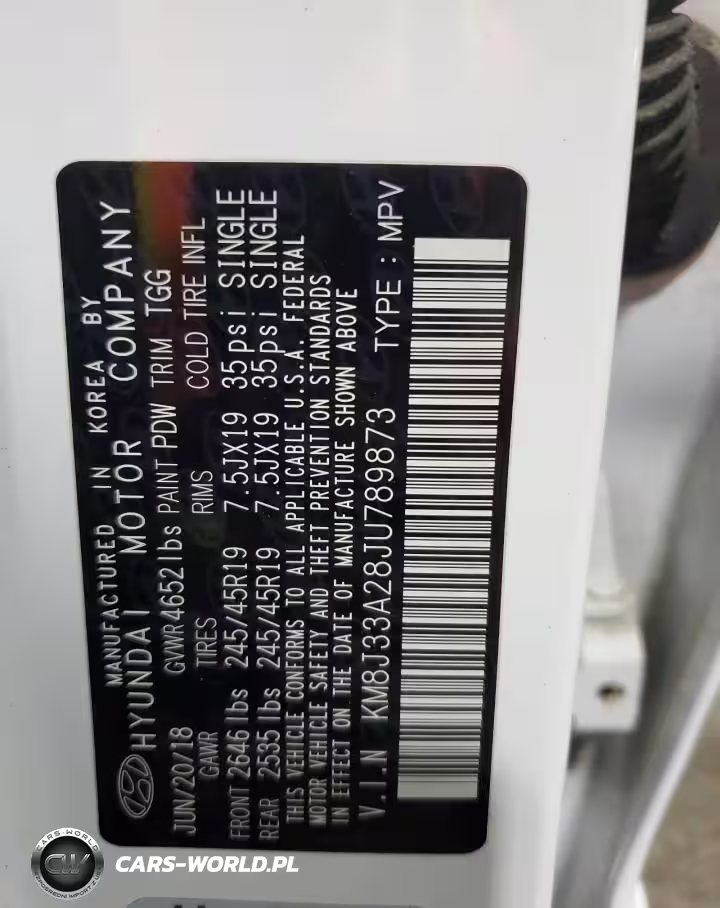 MANUFACTURED IN KOREA BY
HYUNDAI MOTOR COMPANY
JUN/20/18 GVWR 4652 lbs PAINT PDW TRIM TGG
GAWR TIRES RIMS COLD TIRE INFL
FRONT 2646 lbs 245/45R19 7.5JX19 35psi SINGLE
REAR 2535 lbs 245/45R19 7.5JX19 35psi SINGLE
THIS VEHICLE CONFORMS TO ALL APPLICABLE U.S.A. FEDERAL
MOTOR VEHICLE SAFETY AND THEFT PREVENTION STANDARDS
IN EFFECT ON THE DATE OF MANUFACTURE SHOWN ABOVE
V.I.N KM8J33A28JU789873 TYPE : MPV
CARS-WORLD
CW
CARS-WORLD.PL